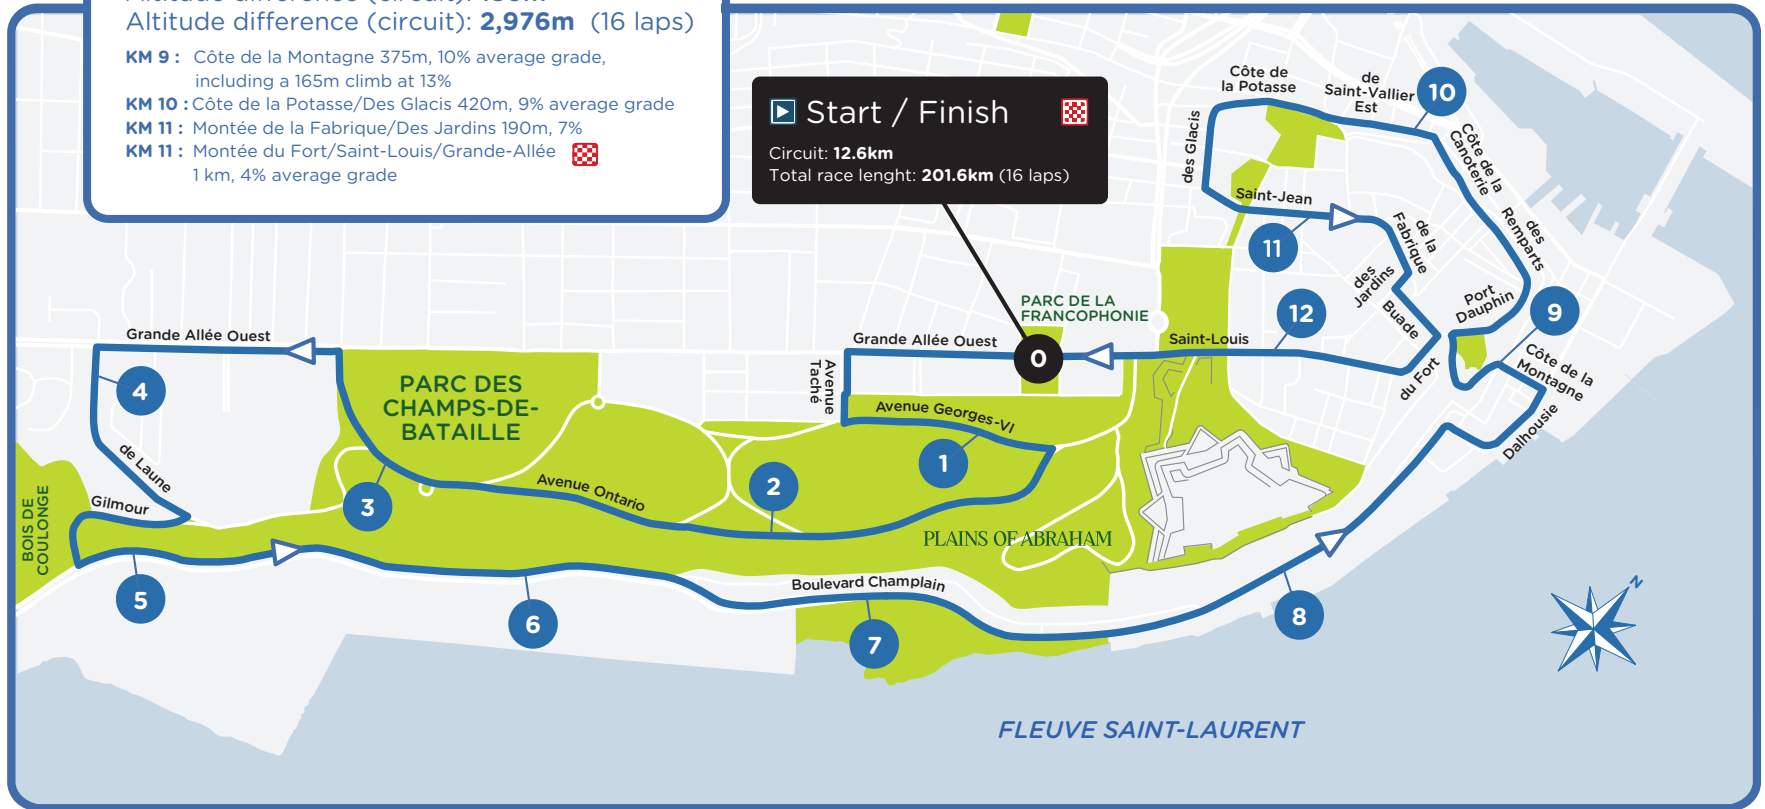 Altitude difference (circuit): 2,976m (16 laps)
KM 9 : Côte de la Montagne 375m, 10% average grade,
including a 165m climb at 13%
KM 10 : Côte de la Potasse/Des Glacis 420m, 9% average grade
KM 11 : Montée de la Fabrique/Des Jardins 190m, 7%
KM 11 : Montée du Fort/Saint-Louis/Grande-Allée
1 km, 4% average grade
Start / Finish
Circuit: 12.6km
Total race lenght: 201.6km (16 laps)
Côte de
la Potasse
de
Saint-Vallier
Est
10
Côte de la
Canoterie
des Glacis
Saint-Jean
11
de la
Fabrique
des
Remparts
des
Jardins
Buade
Port
Dauphin
9
Côte de la
Montagne
PARC DE LA
FRANCOPHONIE
12
Saint-Louis
du Fort
Dalhousie
Grande Allée Ouest
0
Grande Allée Ouest
Avenue
Taché
4
PARC DES
CHAMPS-DE-
BATAILLE
Avenue Georges-VI
1
de Laune
Gilmour
BOIS DE
COULONGE
3
Avenue Ontario
2
PLAINS OF ABRAHAM
5
6
Boulevard Champlain
7
8
N
FLEUVE SAINT-LAURENT